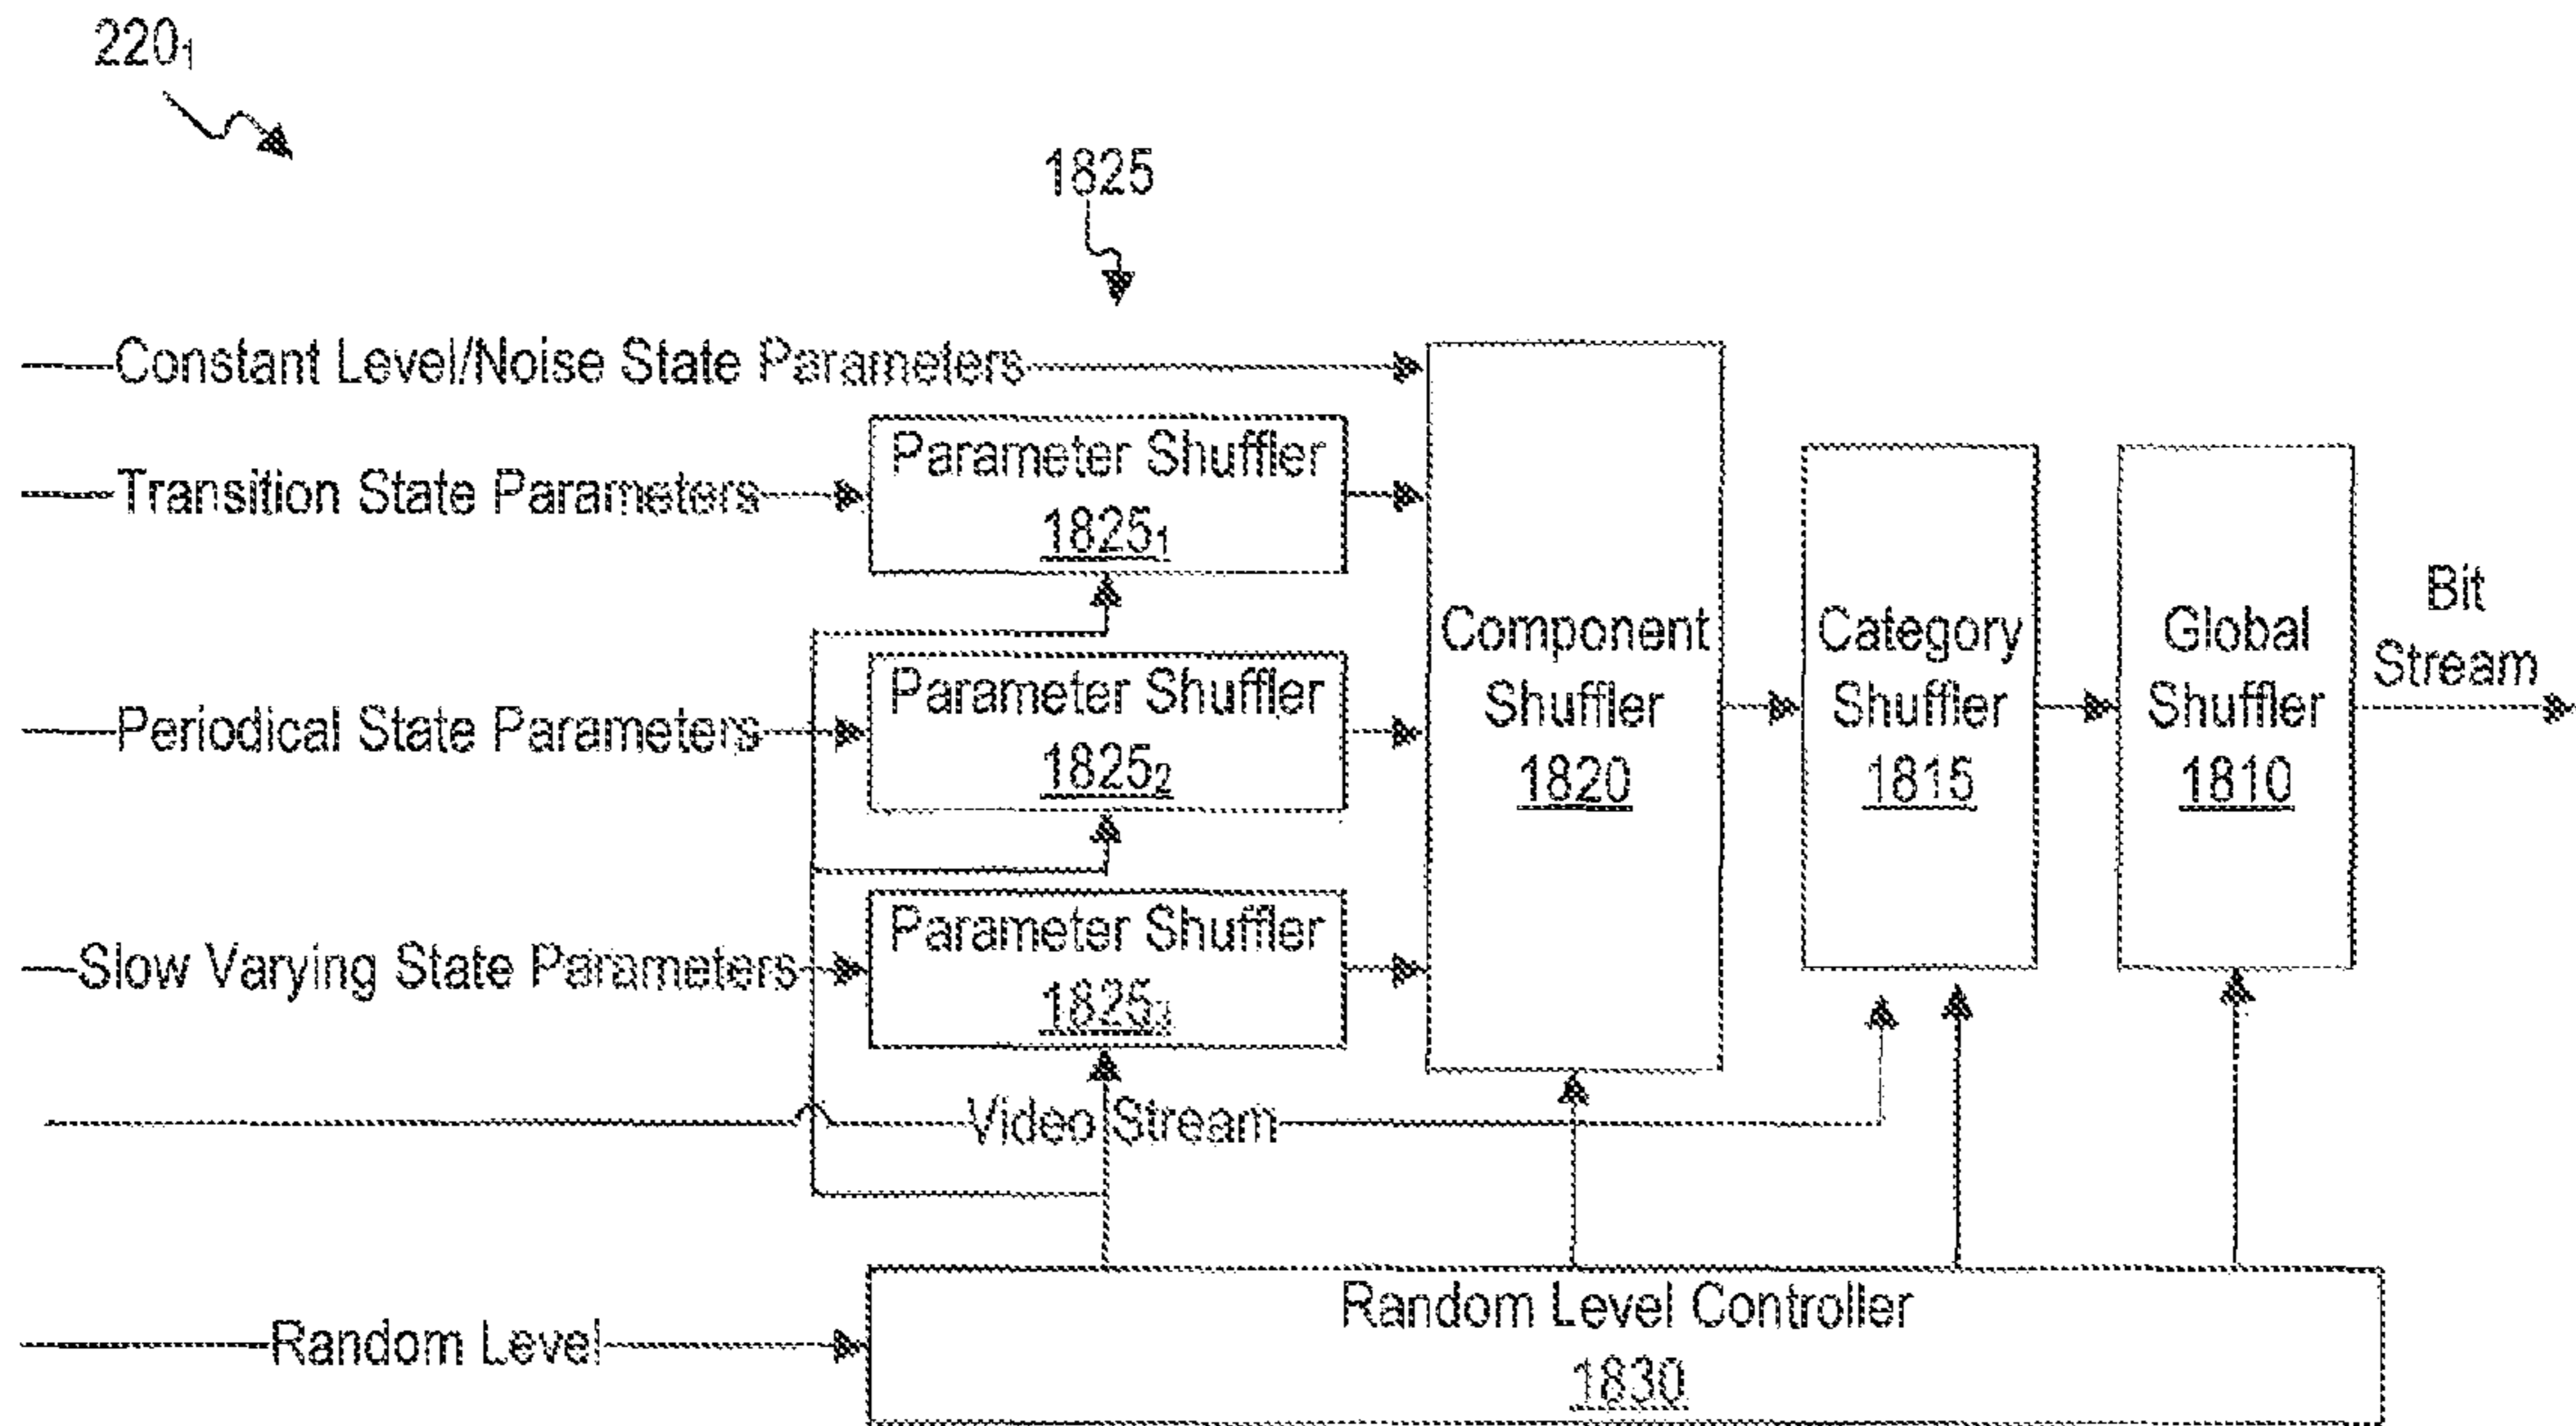 220₁
1825
Constant Level/Noise State Parameters
Transition State Parameters
Parameter Shuffler
1825₁
Periodical State Parameters
Parameter Shuffler
1825₂
Slow Varying State Parameters
Parameter Shuffler
1825₃
Component
Shuffler
1820
Category
Shuffler
1815
Global
Shuffler
1810
Bit
Stream
Video Stream
Random Level
Random Level Controller
1830